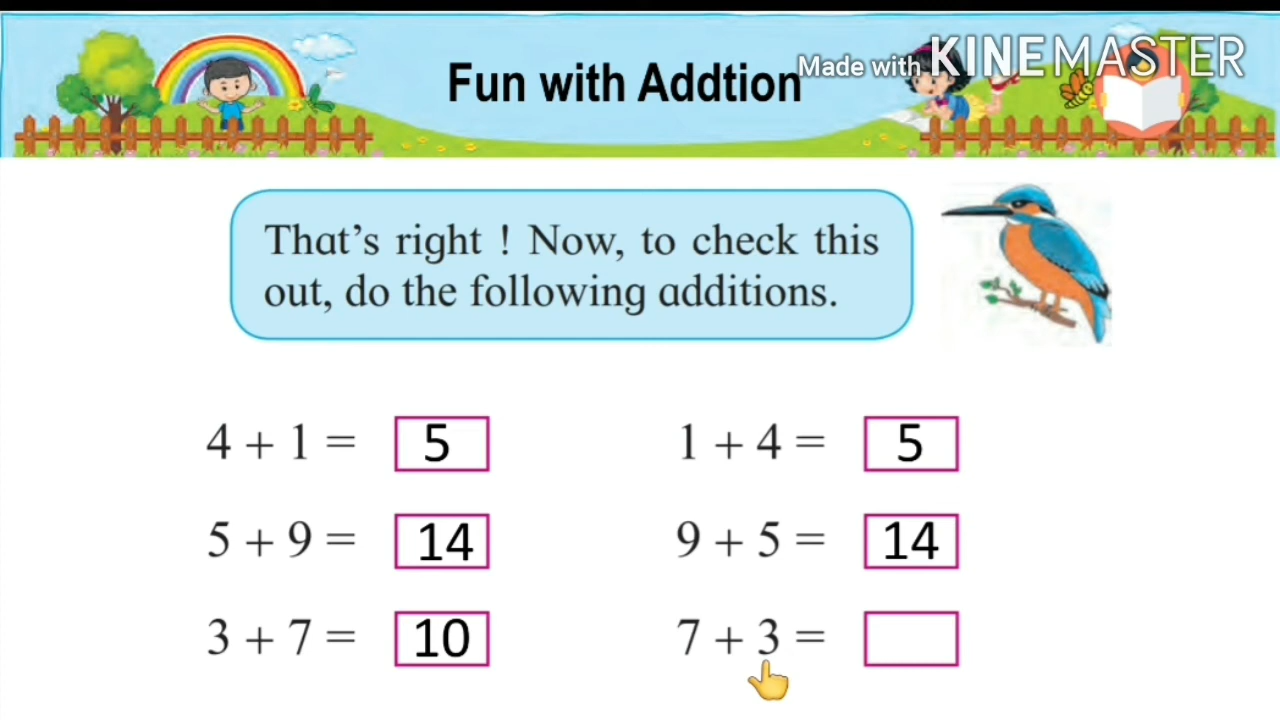 Fun with Addtion
Made with KINEMASTER
That's right ! Now, to check this
out, do the following additions.
4 + 1 = 5
1 + 4 = 5
5 + 9 = 14
9 + 5 = 14
3 + 7 = 10
7 + 3 =